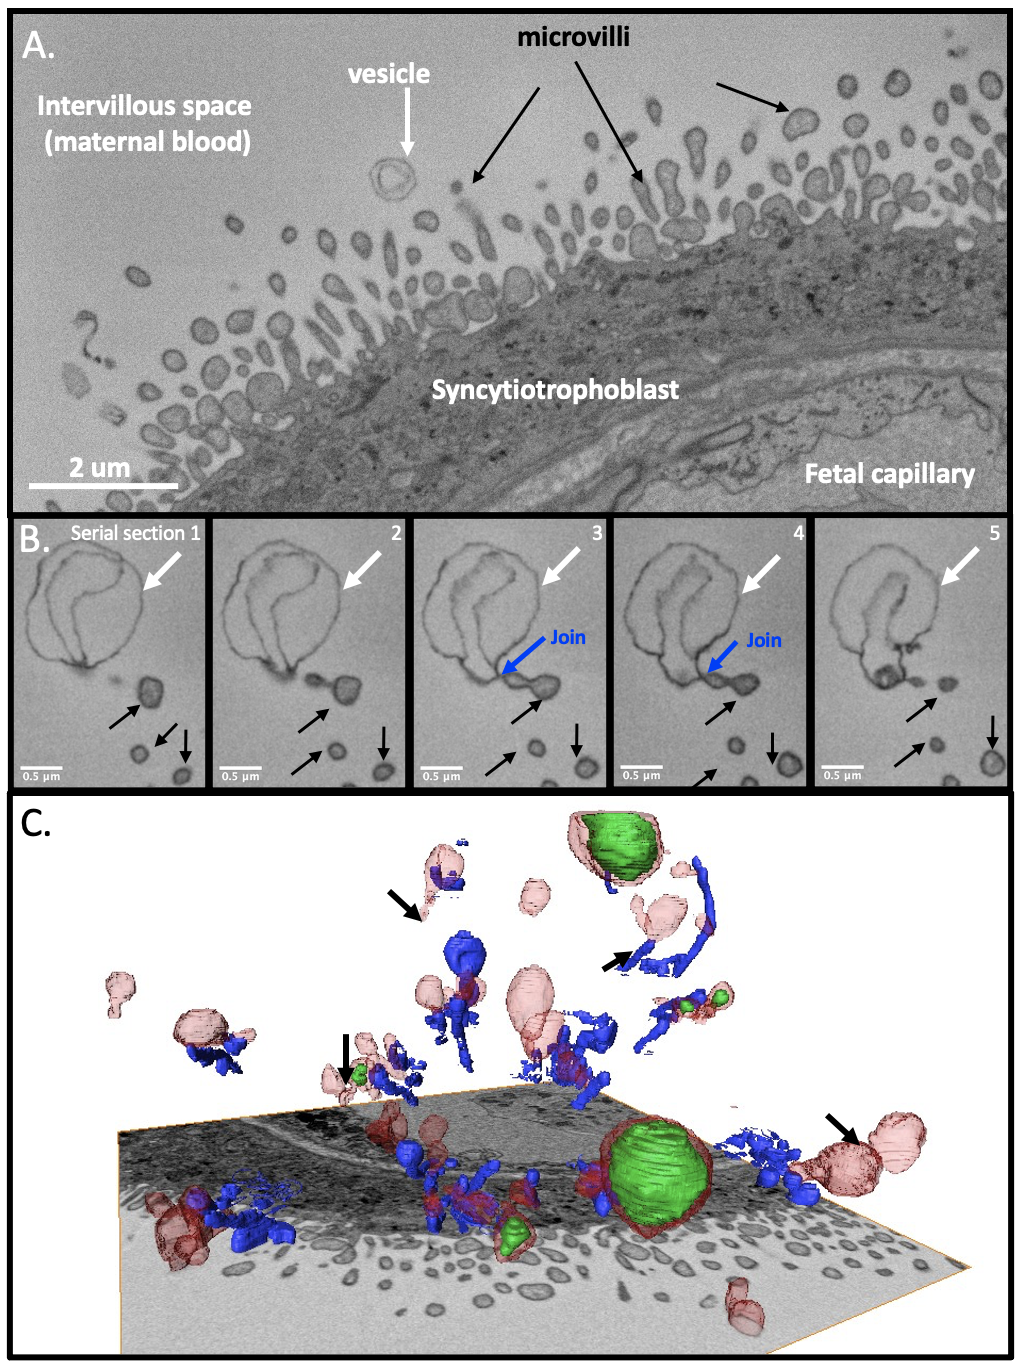 A.
microvilli
vesicle
Intervillous space
(maternal blood)
Syncytiotrophoblast
2 um
Fetal capillary
B.
Serial section 1
2
3
4
5
Join
Join
0.5 µm
0.5 µm
0.5 µm
0.5 µm
0.5 µm
C.